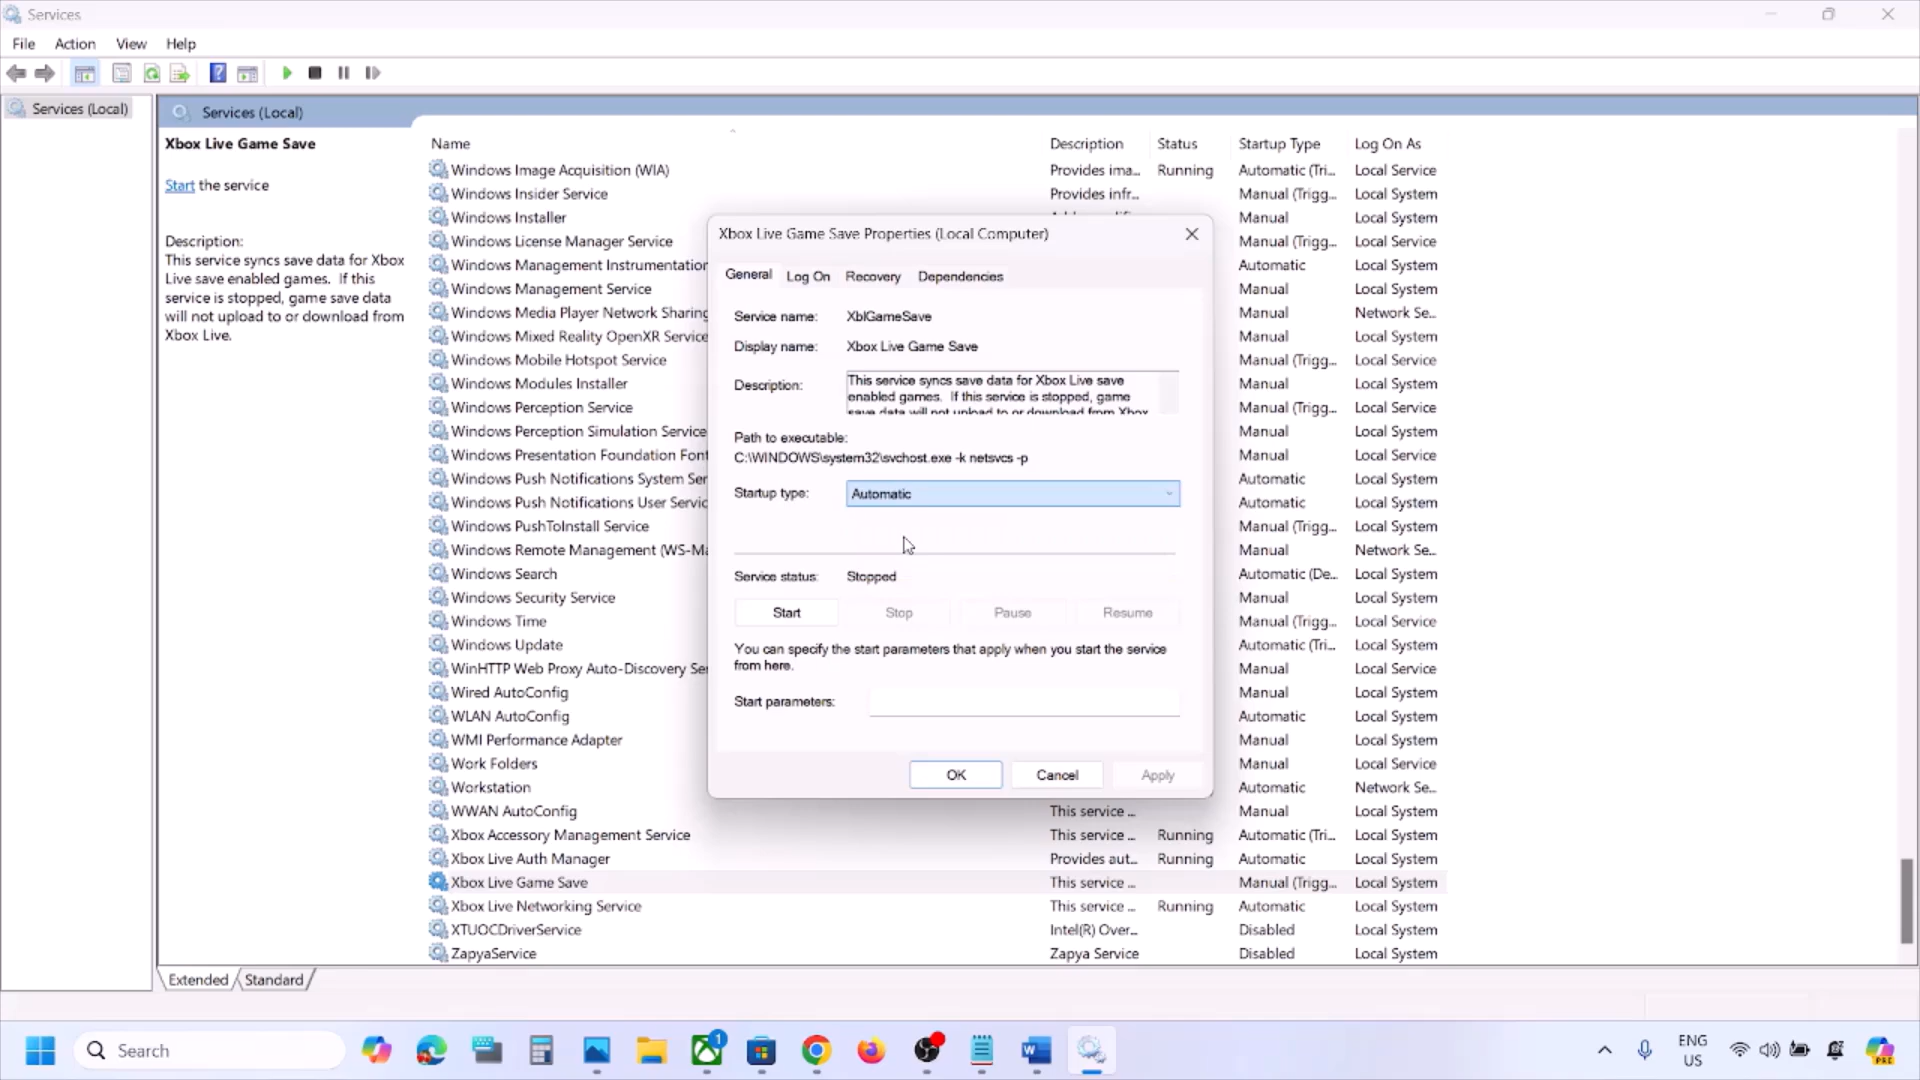 Services
File Action View Help
Services (Local)
Services (Local)
Xbox Live Game Save
Start the service
Description:
This service syncs save data for Xbox
Live save enabled games. If this
service is stopped, game save data
will not upload to or download from
Xbox Live.
Name Description Status Startup Type Log On As
Windows Image Acquisition (WIA) Provides ima... Running Automatic (Tri... Local Service
Windows Insider Service Provides infr... Manual (Trigg... Local System
Windows Installer Manual Local System
Windows License Manager Service Manual (Trigg... Local Service
Windows Management Instrumentation Automatic Local System
Windows Management Service Manual Local System
Windows Media Player Network Sharing Manual Network Se...
Windows Mixed Reality OpenXR Service Manual Local System
Windows Mobile Hotspot Service Manual (Trigg... Local Service
Windows Modules Installer Manual Local System
Windows Perception Service Manual (Trigg... Local Service
Windows Perception Simulation Service Manual Local System
Windows Presentation Foundation Font Manual Local Service
Windows Push Notifications System Ser Automatic Local System
Windows Push Notifications User Servic Automatic Local System
Windows PushToInstall Service Manual (Trigg... Local System
Windows Remote Management (WS-Ma Manual Network Se...
Windows Search Automatic (De... Local System
Windows Security Service Manual Local System
Windows Time Manual (Trigg... Local Service
Windows Update Automatic (Tri... Local System
WinHTTP Web Proxy Auto-Discovery Ser Manual Local Service
Wired AutoConfig Manual Local System
WLAN AutoConfig Automatic Local System
WMI Performance Adapter Manual Local System
Work Folders Manual Local Service
Workstation Automatic Network Se...
WWAN AutoConfig This service ... Manual Local System
Xbox Accessory Management Service This service ... Running Automatic (Tri... Local System
Xbox Live Auth Manager Provides aut... Running Automatic Local System
Xbox Live Game Save This service ... Manual (Trigg... Local System
Xbox Live Networking Service This service ... Running Automatic Local System
XTUOCDriverService Intel(R) Over... Disabled Local System
ZapyaService Zapya Service Disabled Local System
Xbox Live Game Save Properties (Local Computer)
General Log On Recovery Dependencies
Service name: XblGameSave
Display name: Xbox Live Game Save
Description: This service syncs save data for Xbox Live save
enabled games. If this service is stopped, game
save data will not upload to or download from Xbox
Path to executable:
C:\WINDOWS\system32\svchost.exe -k netsvcs -p
Startup type: Automatic
Service status: Stopped
Start Stop Pause Resume
You can specify the start parameters that apply when you start the service
from here.
Start parameters:
OK Cancel Apply
Extended Standard
Search
1
ENG
US
PRE